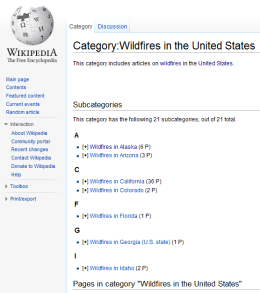 WIKIPEDIA
The Free Encyclopedia
Main page
Contents
Featured content
Current events
Random article
Interaction
About Wikipedia
Community portal
Recent changes
Contact Wikipedia
Donate to Wikipedia
Help
Toolbox
Print/export
Category Discussion
Category:Wildfires in the United States
This category includes articles on wildfires in the United States.
Subcategories
This category has the following 21 subcategories, out of 21 total.
A
[+] Wildfires in Alaska (6 P)
[+] Wildfires in Arizona (3 P)
C
[+] Wildfires in California (36 P)
[+] Wildfires in Colorado (2 P)
F
[+] Wildfires in Florida (1 P)
G
[+] Wildfires in Georgia (U.S. state) (1 P)
I
[+] Wildfires in Idaho (2 P)
Pages in category "Wildfires in the United States"